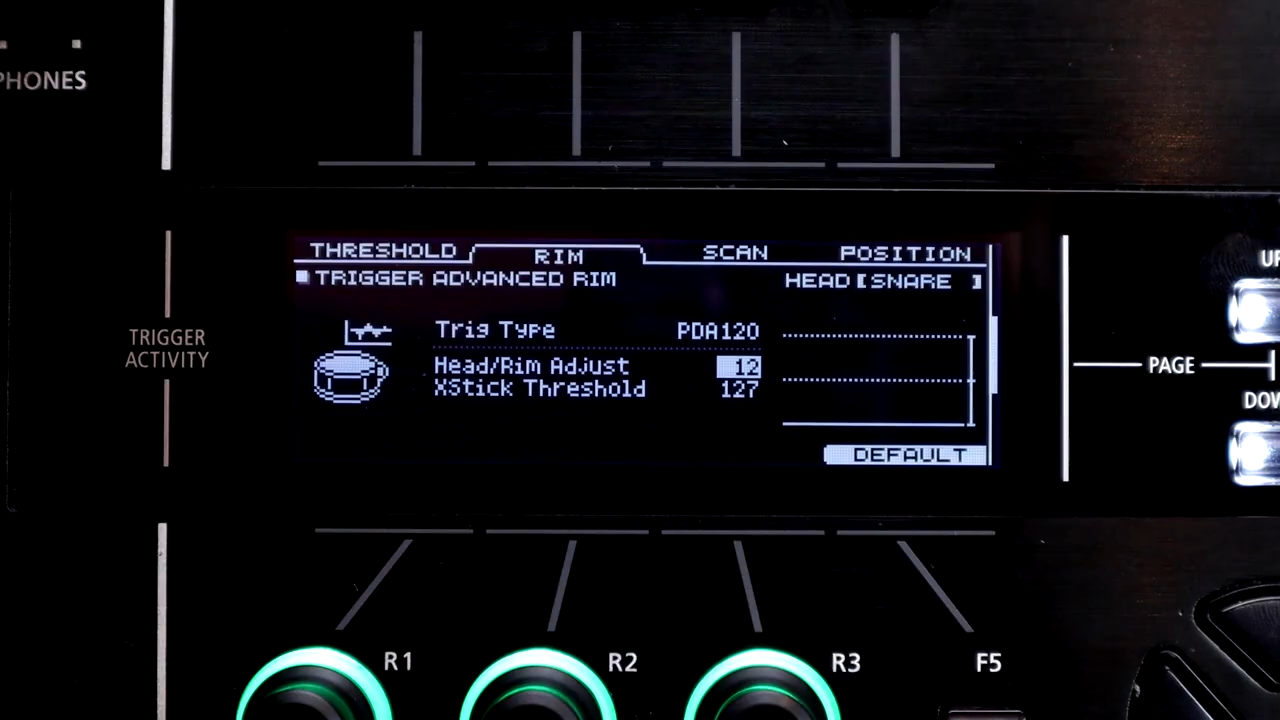 PHONES
THRESHOLD RIM SCAN POSITION
TRIGGER ADVANCED RIM HEAD [SNARE ]
Trig Type PDA120
Head/Rim Adjust 12
XStick Threshold 127
DEFAULT
TRIGGER
ACTIVITY
UP
PAGE
DOW
R1 R2 R3 F5